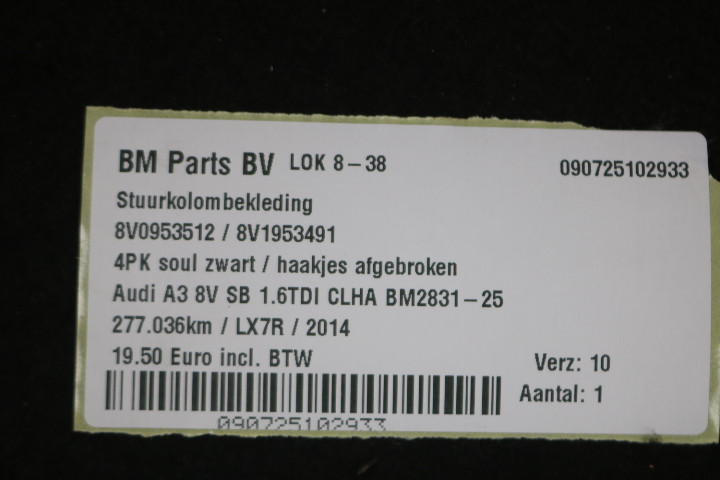 BM Parts BV LOK 8-38 090725102933
Stuurkolombekleding
8V0953512 / 8V1953491
4PK soul zwart / haakjes afgebroken
Audi A3 8V SB 1.6TDI CLHA BM2831-25
277.036km / LX7R / 2014
19.50 Euro incl. BTW Verz: 10
Aantal: 1
090725102933